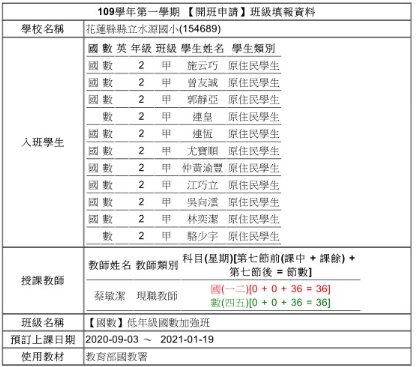 109學年第一學期 【開班申請】班級填報資料
學校名稱 花蓮縣縣立水源國小(154689)
國 數 英 年級 班級 學生姓名 學生類別
國 數 2 甲 施云巧 原住民學生
國 數 2 甲 曾友誠 原住民學生
國 數 2 甲 郭靜亞 原住民學生
數 2 甲 連皇 原住民學生
國 數 2 甲 連恆 原住民學生
入班學生
國 數 2 甲 尤寶順 原住民學生
國 數 2 甲 仲黃渝豐 原住民學生
國 數 2 甲 江巧立 原住民學生
國 數 2 甲 吳向澐 原住民學生
國 數 2 甲 林奕潔 原住民學生
數 2 甲 駱少宇 原住民學生
授課教師
教師姓名 教師類別 科目(星期)[第七節前(課中 + 課餘) +
第七節後 = 節數]
蔡敏潔 現職教師 國(一二)[0 + 0 + 36 = 36]
數(四五)[0 + 0 + 36 = 36]
班級名稱 【國數】低年級國數加強班
預訂上課日期 2020-09-03 ～ 2021-01-19
使用教材 教育部國教署